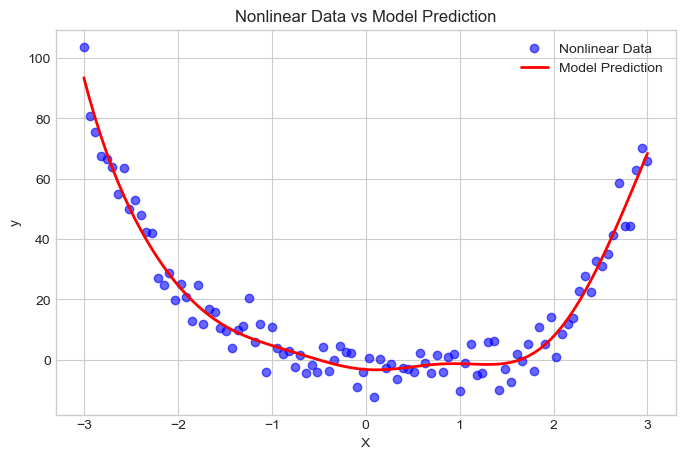 Nonlinear Data vs Model Prediction
Nonlinear Data
Model Prediction
100
80
60
40
20
0
y
−3
−2
−1
0
1
2
3
X